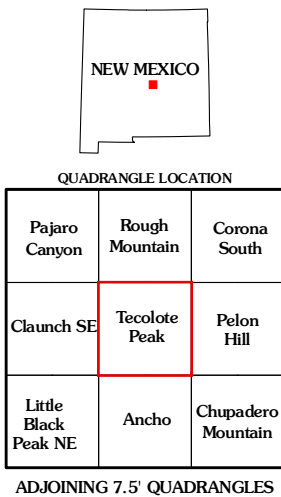 NEW MEXICO
QUADRANGLE LOCATION
Pajaro
Canyon
Rough
Mountain
Corona
South
Claunch SE
Tecolote
Peak
Pelon
Hill
Little
Black
Peak NE
Ancho
Chupadero
Mountain
ADJOINING 7.5' QUADRANGLES